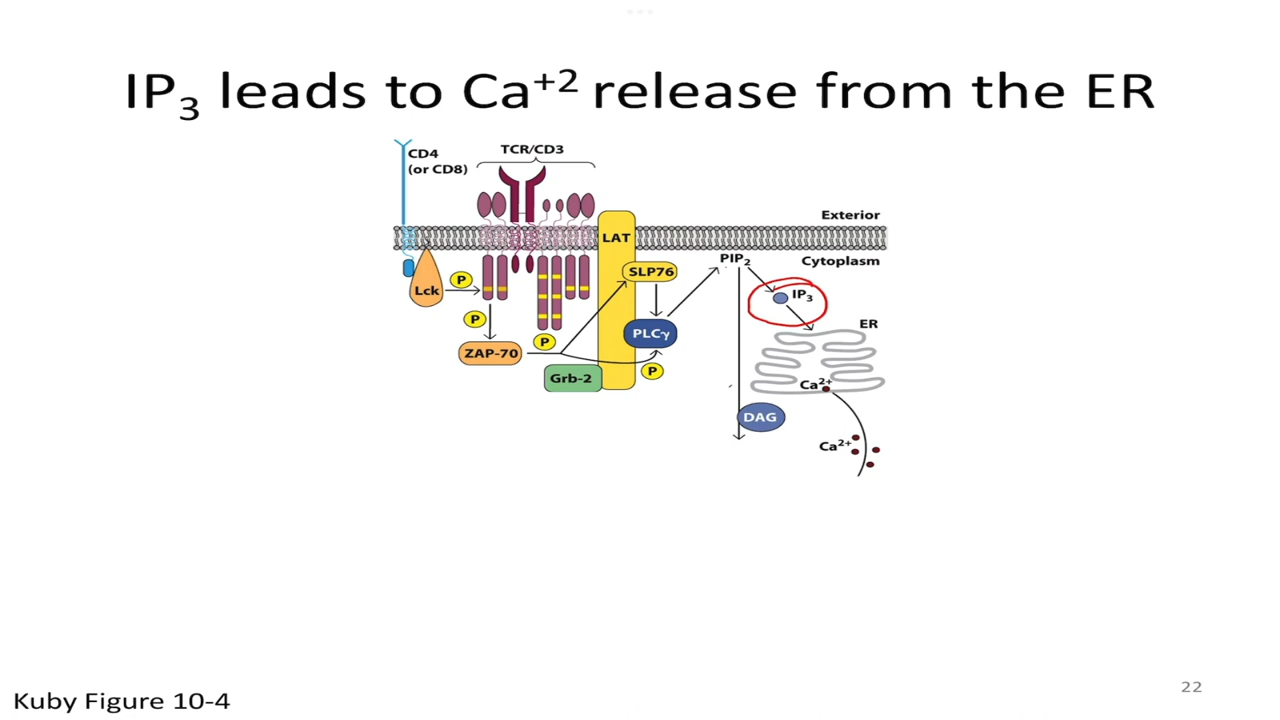 IP₃ leads to Ca⁺² release from the ER
CD4
(or CD8)
TCR/CD3
Exterior
LAT
Cytoplasm
PIP₂
SLP76
P
Lck
IP₃
P
ER
PLCγ
P
ZAP-70
P
Grb-2
Ca²⁺
DAG
Ca²⁺
22
Kuby Figure 10-4